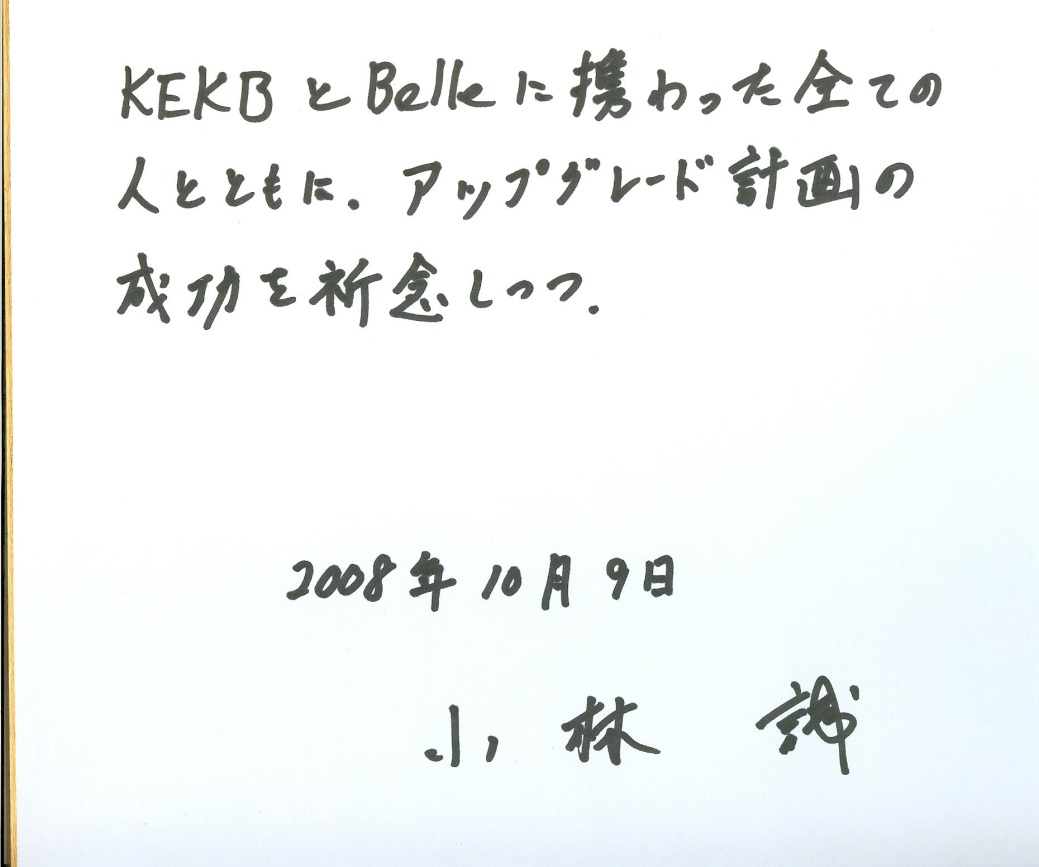 KEKBとBelleに携わった全ての
人とともに.アップグレード計画の
成功を祈念しつつ.
2008年10月9日
小林 誠